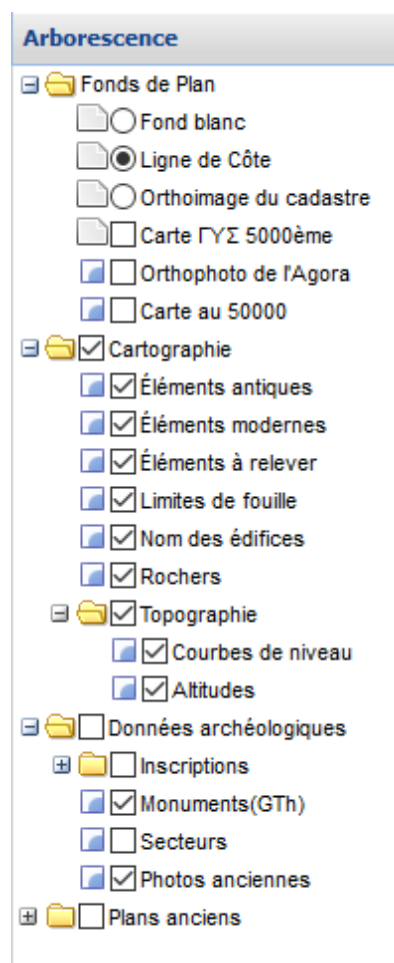 Arborescence
Fonds de Plan
Fond blanc
Ligne de Côte
Orthoimage du cadastre
Carte ΓΥΣ 5000ème
Orthophoto de l'Agora
Carte au 50000
Cartographie
Éléments antiques
Éléments modernes
Éléments à relever
Limites de fouille
Nom des édifices
Rochers
Topographie
Courbes de niveau
Altitudes
Données archéologiques
Inscriptions
Monuments(GTh)
Secteurs
Photos anciennes
Plans anciens